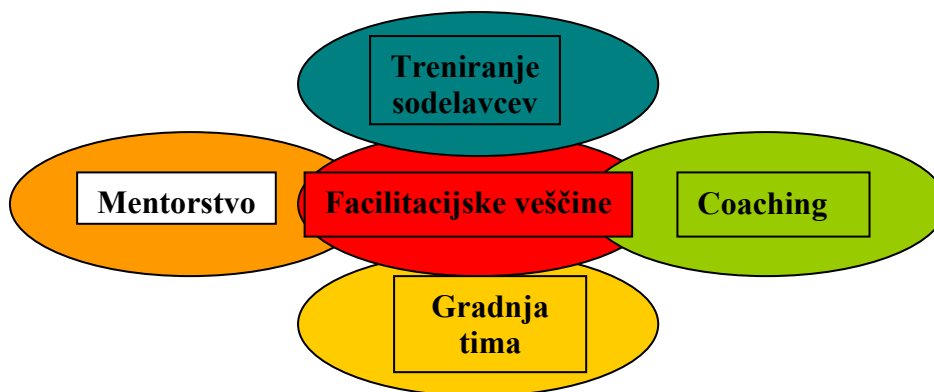 Treniranje
sodelavcev
Mentorstvo
Facilitacijske veščine
Coaching
Gradnja
tima